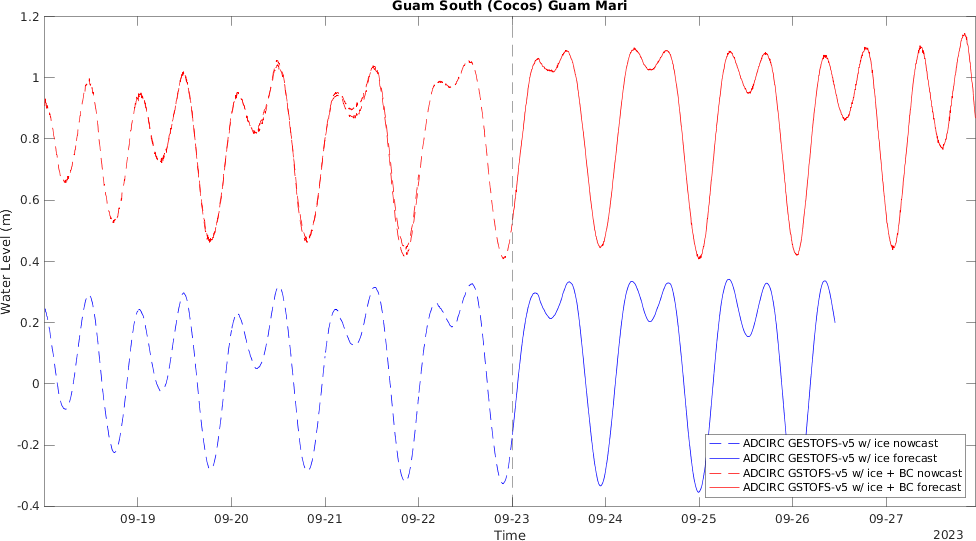 Guam South (Cocos) Guam Mari
1.2
1
0.8
0.6
0.4
0.2
0
-0.2
-0.4
Water Level (m)
ADCIRC GESTOFS-v5 w/ ice nowcast
ADCIRC GESTOFS-v5 w/ ice forecast
ADCIRC GSTOFS-v5 w/ ice + BC nowcast
ADCIRC GSTOFS-v5 w/ ice + BC forecast
09-19 09-20 09-21 09-22 09-23 09-24 09-25 09-26 09-27
Time
2023